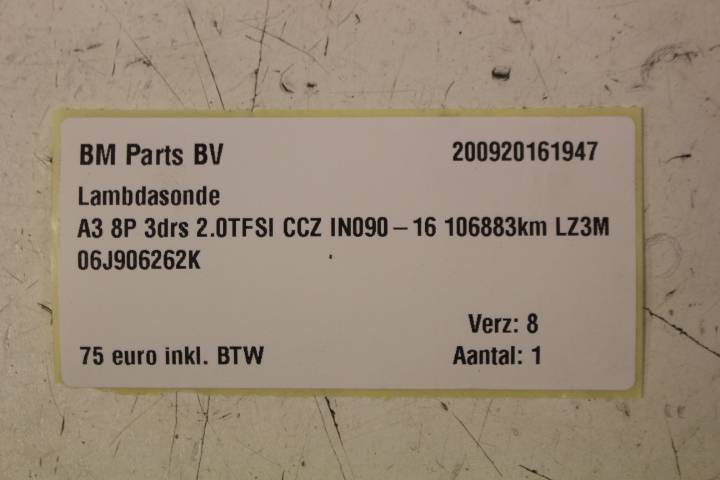 BM Parts BV 200920161947
Lambdasonde
A3 8P 3drs 2.0TFSI CCZ IN090-16 106883km LZ3M
06J906262K
Verz: 8
75 euro inkl. BTW Aantal: 1